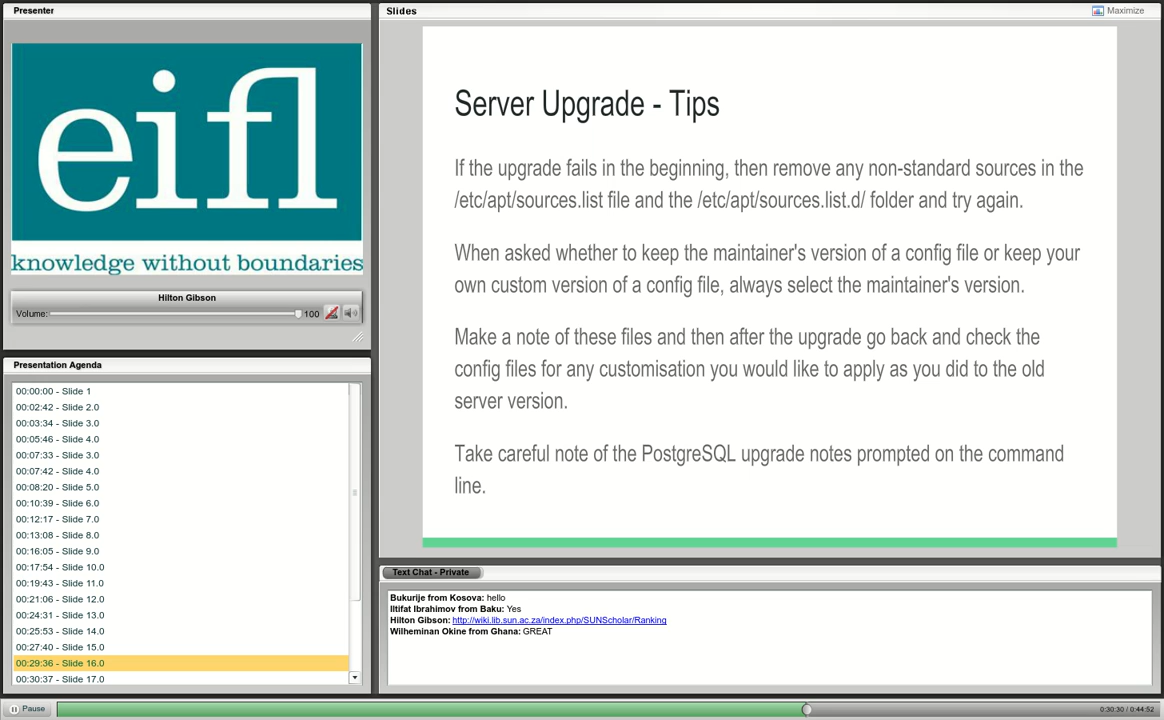 Presenter
eifl
knowledge without boundaries
Hilton Gibson
Volume: 100
Presentation Agenda
00:00:00 - Slide 1
00:02:42 - Slide 2.0
00:03:34 - Slide 3.0
00:05:46 - Slide 4.0
00:07:33 - Slide 3.0
00:07:42 - Slide 4.0
00:08:20 - Slide 5.0
00:10:39 - Slide 6.0
00:12:17 - Slide 7.0
00:13:08 - Slide 8.0
00:16:05 - Slide 9.0
00:17:54 - Slide 10.0
00:19:43 - Slide 11.0
00:21:06 - Slide 12.0
00:24:31 - Slide 13.0
00:25:53 - Slide 14.0
00:27:40 - Slide 15.0
00:29:36 - Slide 16.0
00:30:37 - Slide 17.0
Slides
Maximize
Server Upgrade - Tips
If the upgrade fails in the beginning, then remove any non-standard sources in the
/etc/apt/sources.list file and the /etc/apt/sources.list.d/ folder and try again.
When asked whether to keep the maintainer's version of a config file or keep your
own custom version of a config file, always select the maintainer's version.
Make a note of these files and then after the upgrade go back and check the
config files for any customisation you would like to apply as you did to the old
server version.
Take careful note of the PostgreSQL upgrade notes prompted on the command
line.
Text Chat - Private
Bukurije from Kosova: hello
Iltifat Ibrahimov from Baku: Yes
Hilton Gibson: http://wiki.lib.sun.ac.za/index.php/SUNScholar/Ranking
Wilheminan Okine from Ghana: GREAT
Pause
0:30:30 / 0:44:52